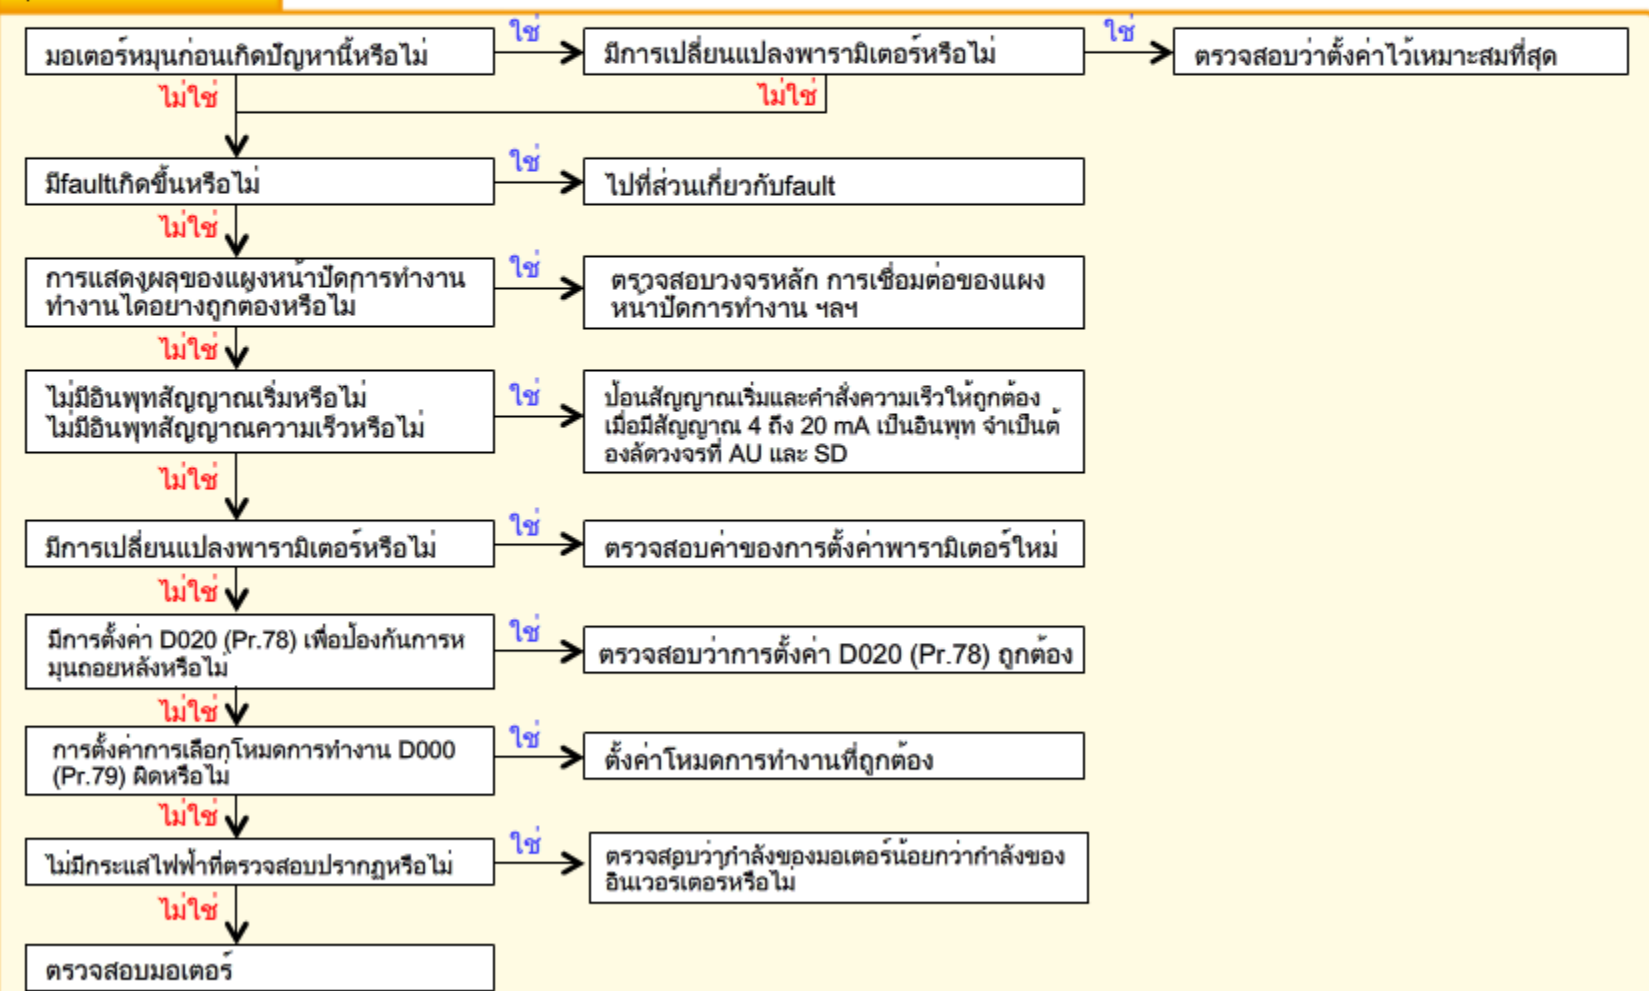 มอเตอร์หมุนก่อนเกิดปัญหานี้หรือไม่
ใช่
มีการเปลี่ยนแปลงพารามิเตอร์หรือไม่
ใช่
ตรวจสอบว่าตั้งค่าไว้เหมาะสมที่สุด
ไม่ใช่
ไม่ใช่
มีfaultเกิดขึ้นหรือไม่
ใช่
ไปที่ส่วนเกี่ยวกับfault
ไม่ใช่
การแสดงผลของแผงหน้าปัดการทำงาน
ทำงานได้อย่างถูกต้องหรือไม่
ใช่
ตรวจสอบวงจรหลัก การเชื่อมต่อของแผง
หน้าปัดการทำงาน ฯลฯ
ไม่ใช่
ไม่มีอินพุทสัญญาณเริ่มหรือไม่
ไม่มีอินพุทสัญญาณความเร็วหรือไม่
ใช่
ป้อนสัญญาณเริ่มและคำสั่งความเร็วให้ถูกต้อง
เมื่อมีสัญญาณ 4 ถึง 20 mA เป็นอินพุท จำเป็นต้
องลัดวงจรที่ AU และ SD
ไม่ใช่
มีการเปลี่ยนแปลงพารามิเตอร์หรือไม่
ใช่
ตรวจสอบค่าของการตั้งค่าพารามิเตอร์ใหม่
ไม่ใช่
มีการตั้งค่า D020 (Pr.78) เพื่อป้องกันการห
มุนถอยหลังหรือไม่
ใช่
ตรวจสอบว่าการตั้งค่า D020 (Pr.78) ถูกต้อง
ไม่ใช่
การตั้งค่าการเลือกโหมดการทำงาน D000
(Pr.79) ผิดหรือไม่
ใช่
ตั้งค่าโหมดการทำงานที่ถูกต้อง
ไม่ใช่
ไม่มีกระแสไฟฟ้าที่ตรวจสอบปรากฏหรือไม่
ใช่
ตรวจสอบว่ากำลังของมอเตอร์น้อยกว่ากำลังของ
อินเวอร์เตอร์หรือไม่
ไม่ใช่
ตรวจสอบมอเตอร์